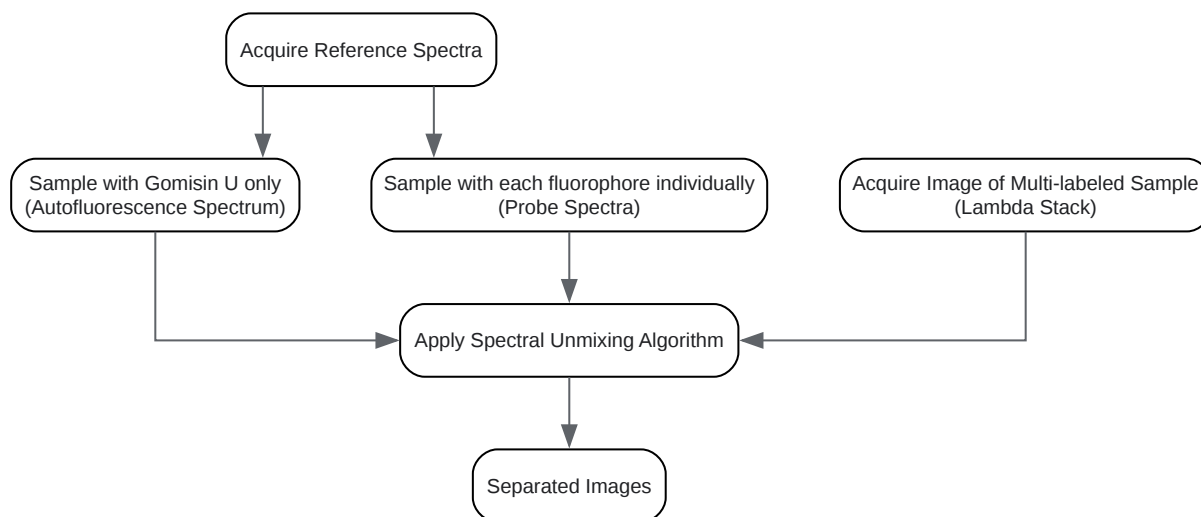 Acquire Reference Spectra
Sample with Gomisin U only
(Autofluorescence Spectrum)
Sample with each fluorophore individually
(Probe Spectra)
Acquire Image of Multi-labeled Sample
(Lambda Stack)
Apply Spectral Unmixing Algorithm
Separated Images